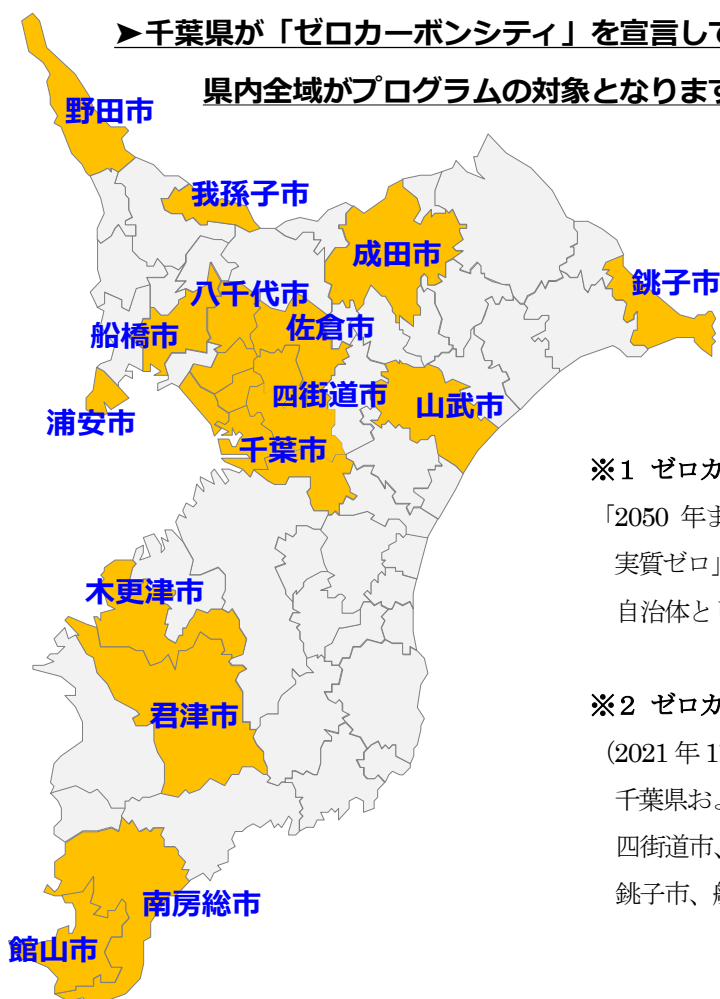 ➤千葉県が「ゼロカーボンシティ」を宣言して
県内全域がプログラムの対象となります
野田市
我孫子市
成田市
銚子市
八千代市
船橋市
佐倉市
四街道市
山武市
浦安市
千葉市
※1 ゼロカ
「2050 年ま
実質ゼロ」
自治体と
木更津市
※2 ゼロカ
君津市
(2021 年 1
千葉県およ
四街道市、
銚子市、船
南房総市
館山市